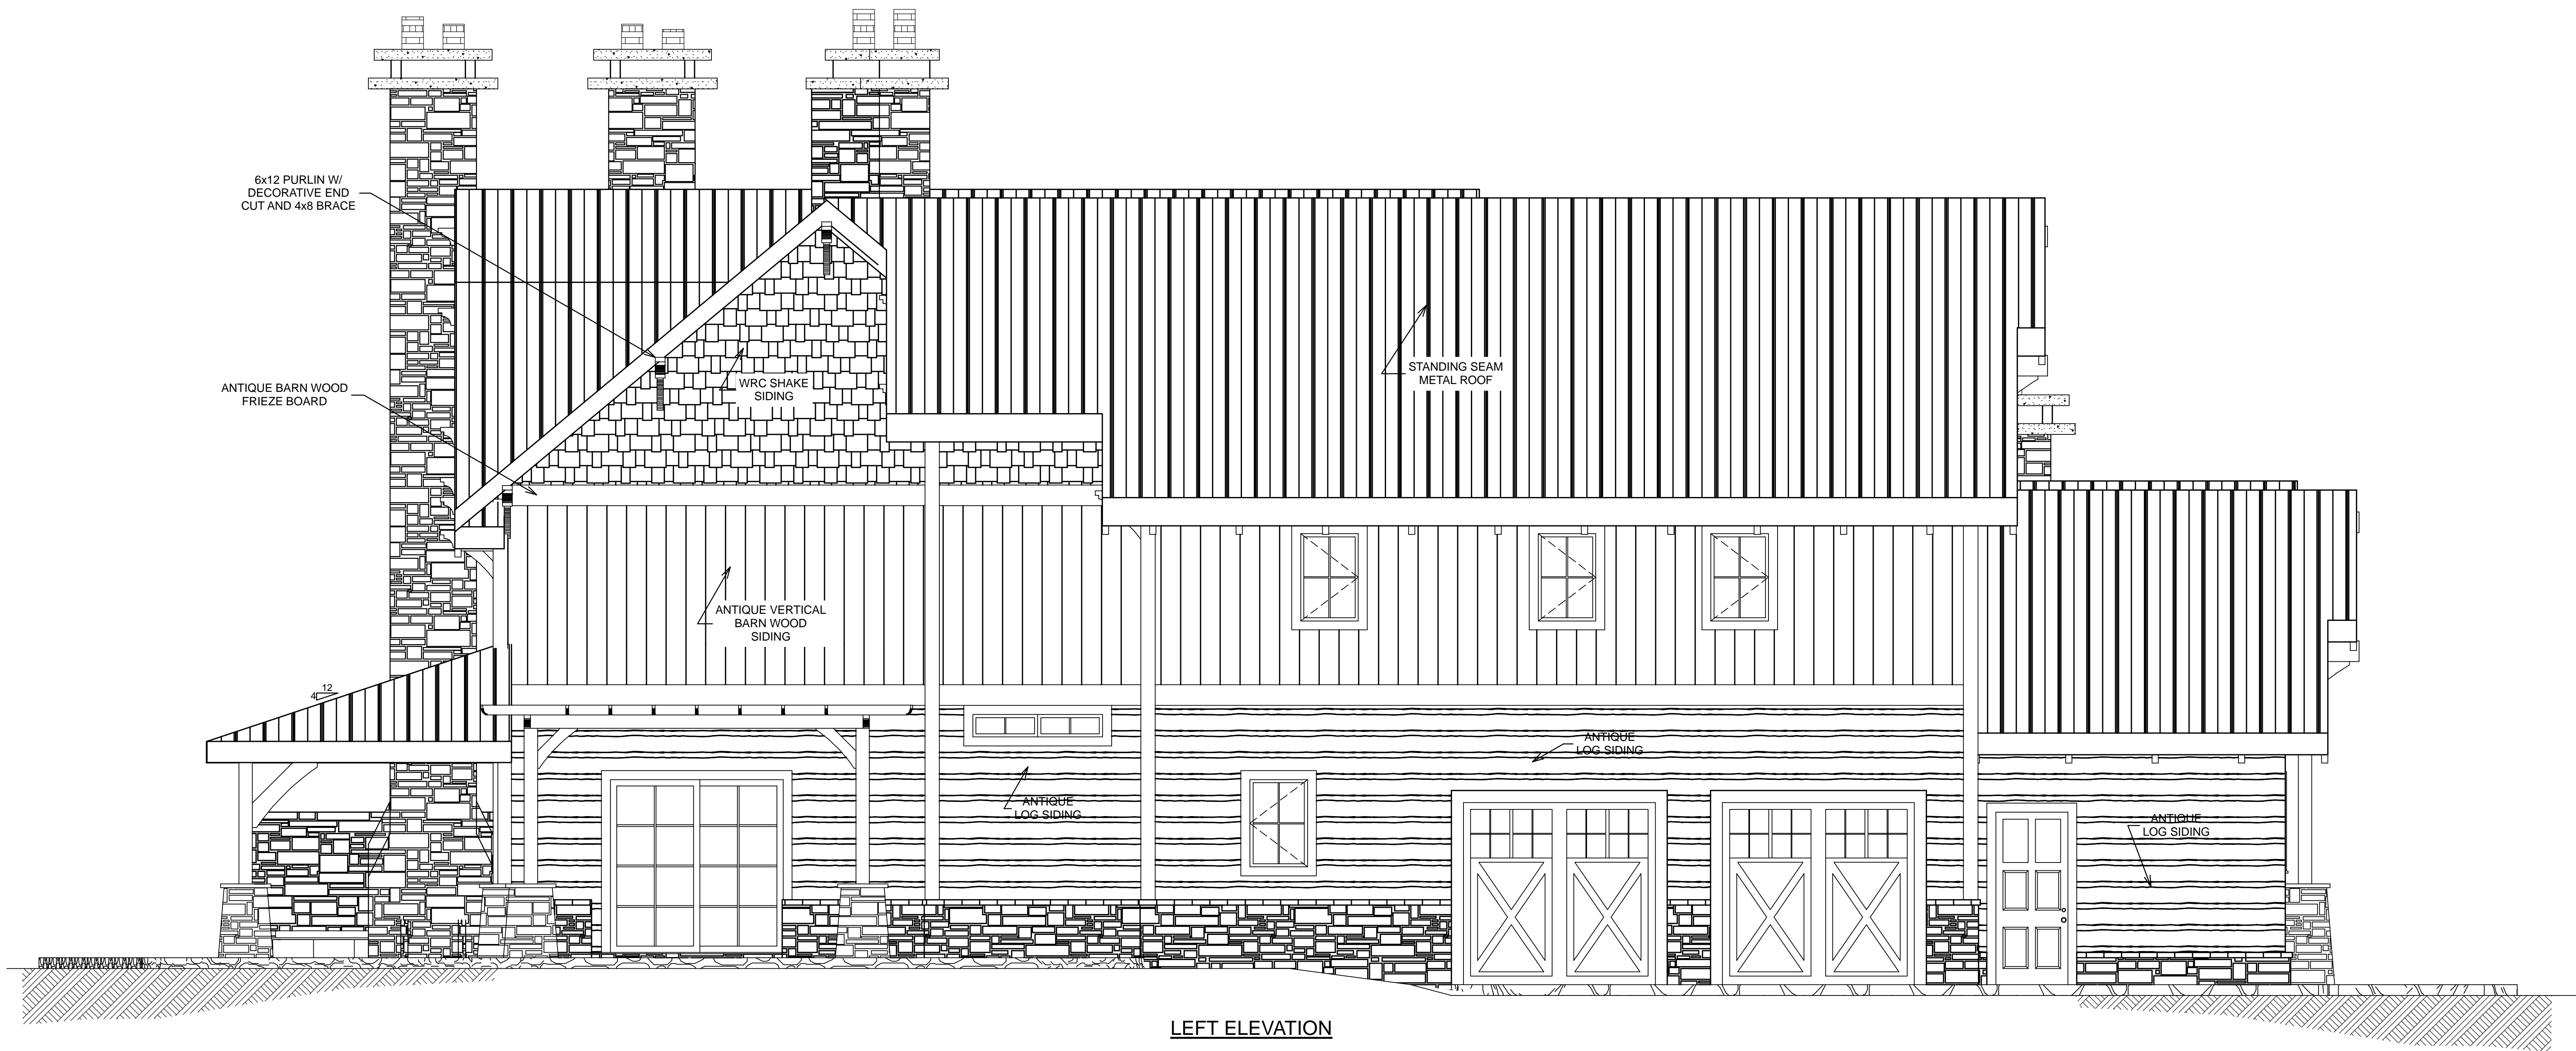 6x12 PURLIN W/
DECORATIVE END
CUT AND 4x8 BRACE
ANTIQUE BARN WOOD
FRIEZE BOARD
WRC SHAKE
SIDING
STANDING SEAM
METAL ROOF
ANTIQUE VERTICAL
BARN WOOD
SIDING
12
4
ANTIQUE
LOG SIDING
ANTIQUE
LOG SIDING
ANTIQUE
LOG SIDING
LEFT ELEVATION